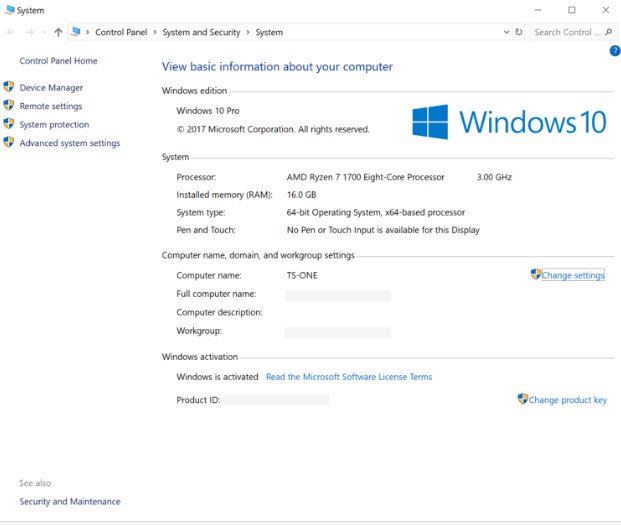 System
Control Panel > System and Security > System
Search Control ...
?
Control Panel Home
Device Manager
Remote settings
System protection
Advanced system settings
View basic information about your computer
Windows edition
Windows 10 Pro
© 2017 Microsoft Corporation. All rights reserved.
Windows 10
System
Processor: AMD Ryzen 7 1700 Eight-Core Processor 3.00 GHz
Installed memory (RAM): 16.0 GB
System type: 64-bit Operating System, x64-based processor
Pen and Touch: No Pen or Touch Input is available for this Display
Computer name, domain, and workgroup settings
Computer name: TS-ONE
Change settings
Full computer name:
Computer description:
Workgroup:
Windows activation
Windows is activated Read the Microsoft Software License Terms
Product ID:
Change product key
See also
Security and Maintenance